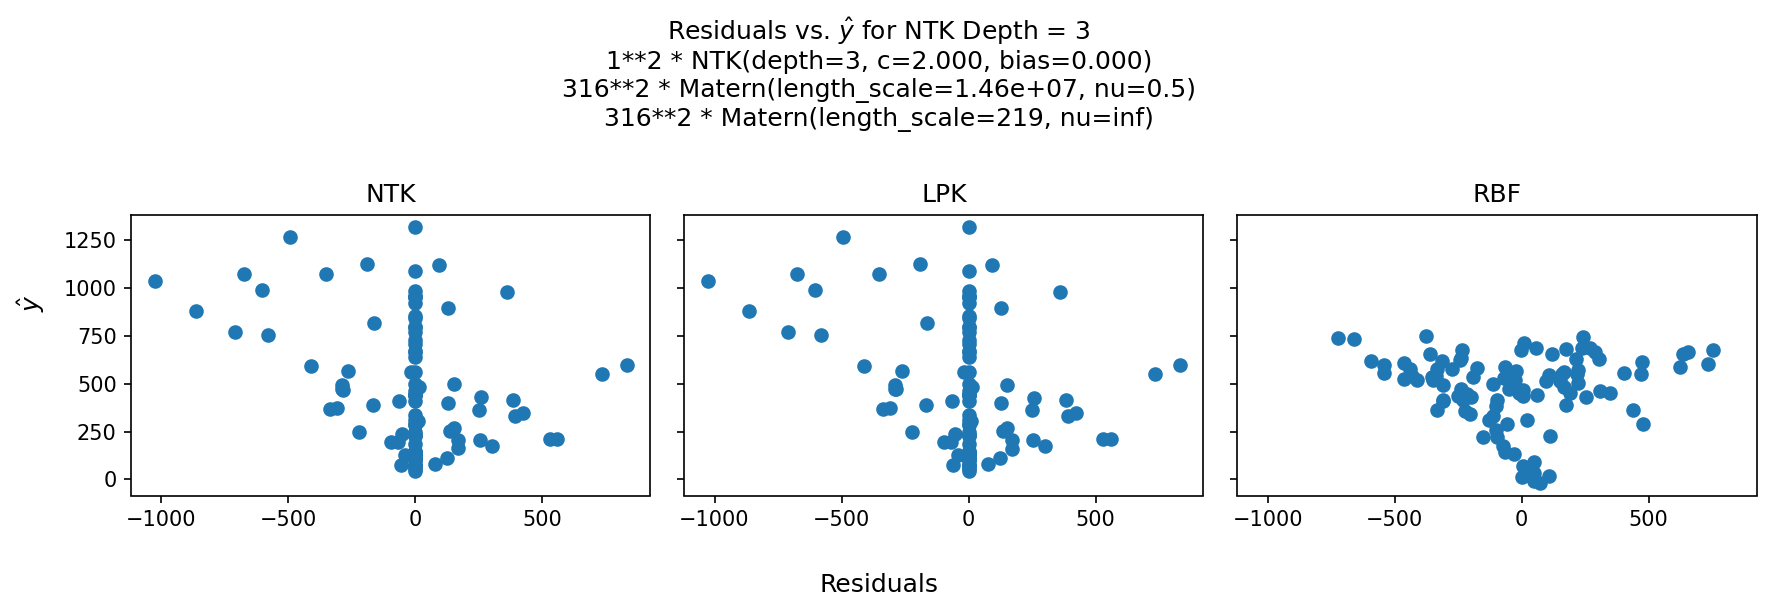 Residuals vs. ŷ for NTK Depth = 3
1**2 * NTK(depth=3, c=2.000, bias=0.000)
316**2 * Matern(length_scale=1.46e+07, nu=0.5)
316**2 * Matern(length_scale=219, nu=inf)
NTK
LPK
RBF
ŷ
1250
1000
750
500
250
0
−1000
−500
0
500
−1000
−500
0
500
−1000
−500
0
500
Residuals